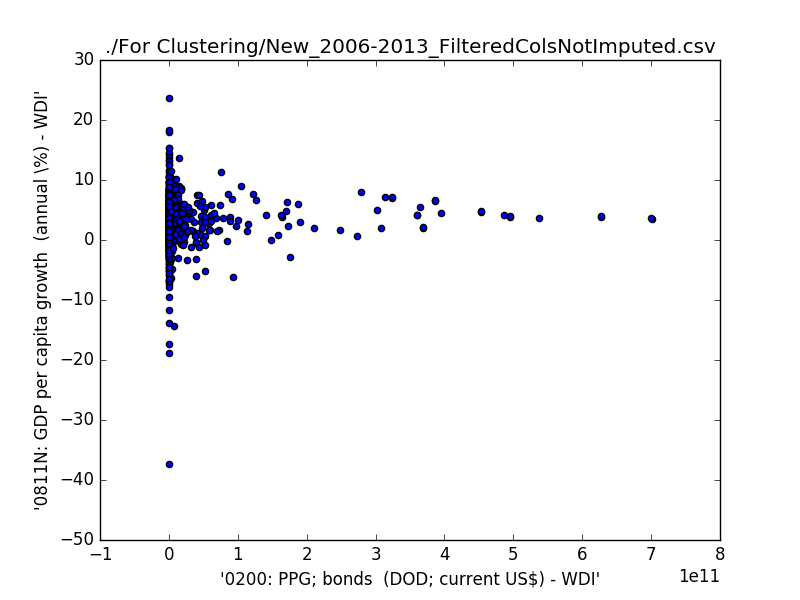 ./For Clustering/New_2006-2013_FilteredColsNotImputed.csv
30
20
10
0
−10
−20
−30
−40
−50
'0811N: GDP per capita growth  (annual \%) - WDI'
−1 0 1 2 3 4 5 6 7 8
1e11
'0200: PPG; bonds  (DOD; current US$) - WDI'